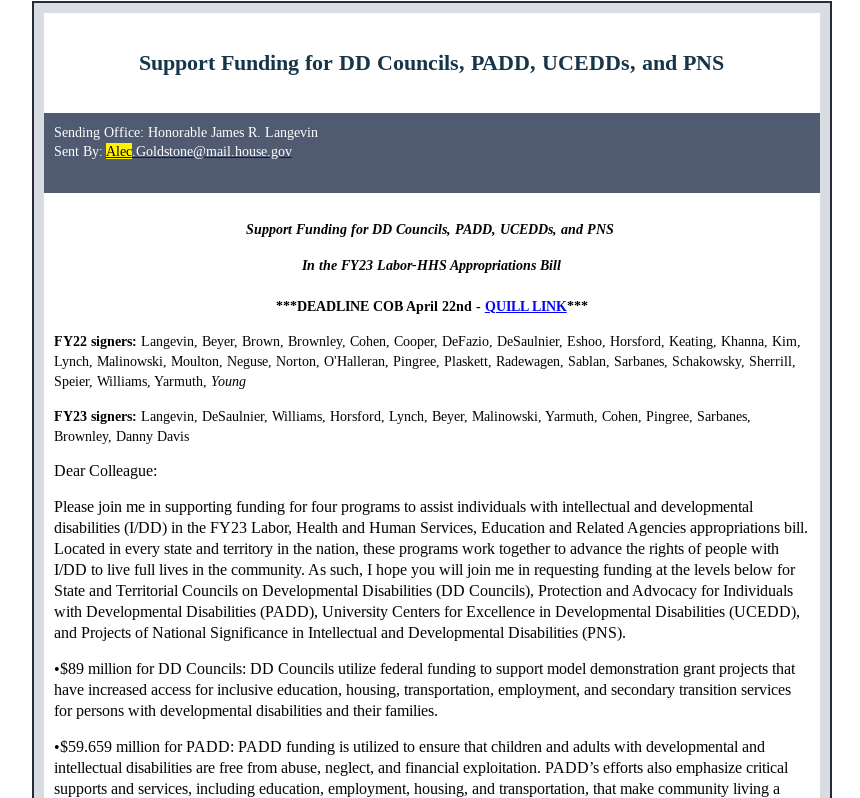 Support Funding for DD Councils, PADD, UCEDDs, and PNS
Sending Office: Honorable James R. Langevin
Sent By: Alec.Goldstone@mail.house.gov
Support Funding for DD Councils, PADD, UCEDDs, and PNS
In the FY23 Labor-HHS Appropriations Bill
***DEADLINE COB April 22nd - QUILL LINK***
FY22 signers: Langevin, Beyer, Brown, Brownley, Cohen, Cooper, DeFazio, DeSaulnier, Eshoo, Horsford, Keating, Khanna, Kim,
Lynch, Malinowski, Moulton, Neguse, Norton, O'Halleran, Pingree, Plaskett, Radewagen, Sablan, Sarbanes, Schakowsky, Sherrill,
Speier, Williams, Yarmuth, Young
FY23 signers: Langevin, DeSaulnier, Williams, Horsford, Lynch, Beyer, Malinowski, Yarmuth, Cohen, Pingree, Sarbanes,
Brownley, Danny Davis
Dear Colleague:
Please join me in supporting funding for four programs to assist individuals with intellectual and developmental
disabilities (I/DD) in the FY23 Labor, Health and Human Services, Education and Related Agencies appropriations bill.
Located in every state and territory in the nation, these programs work together to advance the rights of people with
I/DD to live full lives in the community. As such, I hope you will join me in requesting funding at the levels below for
State and Territorial Councils on Developmental Disabilities (DD Councils), Protection and Advocacy for Individuals
with Developmental Disabilities (PADD), University Centers for Excellence in Developmental Disabilities (UCEDD),
and Projects of National Significance in Intellectual and Developmental Disabilities (PNS).
•$89 million for DD Councils: DD Councils utilize federal funding to support model demonstration grant projects that
have increased access for inclusive education, housing, transportation, employment, and secondary transition services
for persons with developmental disabilities and their families.
•$59.659 million for PADD: PADD funding is utilized to ensure that children and adults with developmental and
intellectual disabilities are free from abuse, neglect, and financial exploitation. PADD’s efforts also emphasize critical
supports and services, including education, employment, housing, and transportation, that make community living a